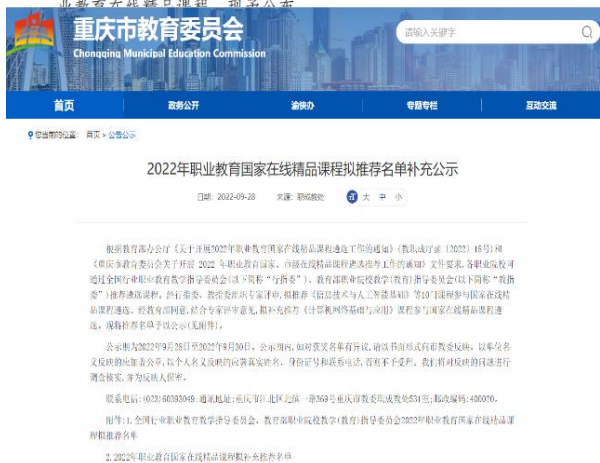 业教育在线精品课程，现予公布
重庆市教育委员会
Chongqing Municipal Education Commission
请输入关键字
首页 政务公开 渝快办 专题专栏 互动交流
您当前的位置： 首页 > 公告公示
2022年职业教育国家在线精品课程拟推荐名单补充公示
日期：2022-09-28 来源：职成教处 大 中 小
根据教育部办公厅《关于开展2022年职业教育国家在线精品课程遴选工作的通知》（教职成厅函〔2022〕18号）和
《重庆市教育委员会关于开展 2022 年职业教育国家、市级在线精品课程遴选推荐工作的通知》文件要求，各职业院校可
通过全国行业职业教育教学指导委员会（以下简称“行指委”）、教育部职业院校教学（教育）指导委员会（以下简称“教指
委”）推荐遴选课程。经行指委、教指委组织专家评审，拟推荐《信息技术与人工智能基础》等10门课程参与国家在线精
品课程遴选。经教育部同意，结合专家评审意见，拟补充推荐《计算机网络基础与应用》课程参与国家在线精品课程遴
选。现将推荐名单予以公示（见附件）。
公示期为2022年9月28日至2022年9月30日。公示期内，如对获奖名单有异议，请以书面形式向市教委反映。以单位名
义反映的应加盖公章，以个人名义反映的应署真实姓名、身份证号和联系电话，否则不予受理。我们将对反映的问题进行
调查核实，并为反映人保密。
联系电话：(023)60393049；通讯地址：重庆市江北区北滨一路369号重庆市教委职成教处531室；邮政编码：400020。
附件：1.全国行业职业教育教学指导委员会、教育部职业院校教学(教育)指导委员会2022年职业教育国家在线精品课
程拟推荐名单
2.2022年职业教育国家在线精品课程拟补充推荐名单